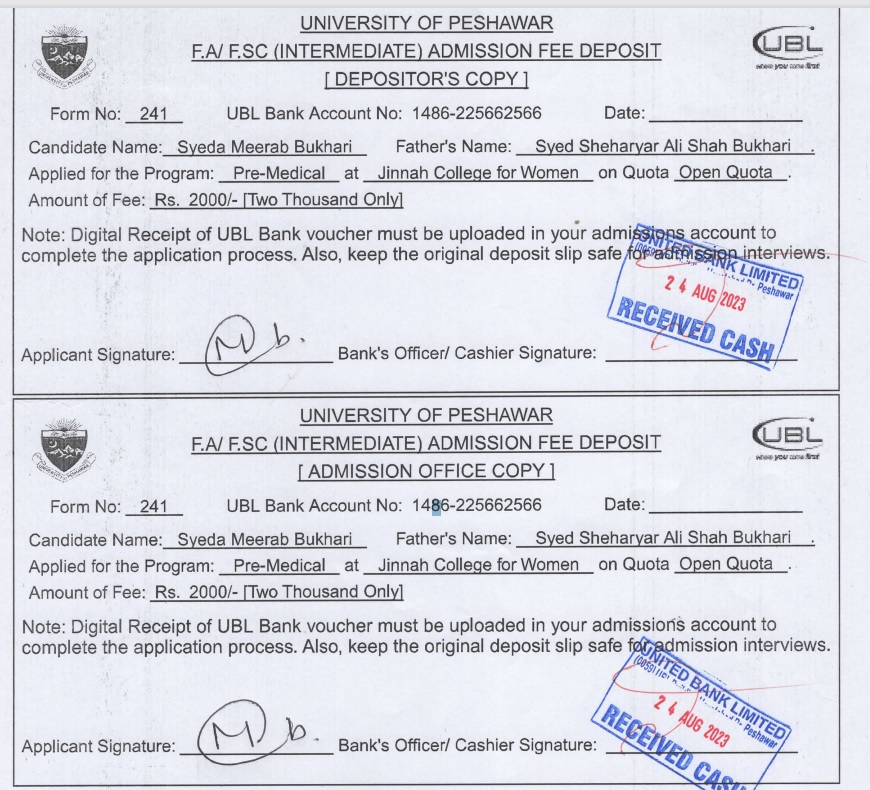 UNIVERSITY OF PESHAWAR
F.A/ F.SC (INTERMEDIATE) ADMISSION FEE DEPOSIT
[ DEPOSITOR'S COPY ]
UBL
where you come first
Form No: 241 UBL Bank Account No: 1486-225662566 Date:
Candidate Name: Syeda Meerab Bukhari Father's Name: Syed Sheharyar Ali Shah Bukhari .
Applied for the Program: Pre-Medical at Jinnah College for Women on Quota Open Quota .
Amount of Fee: Rs. 2000/- [Two Thousand Only]
Note: Digital Receipt of UBL Bank voucher must be uploaded in your admissions account to
complete the application process. Also, keep the original deposit slip safe for admission interviews.
UNITED BANK LIMITED
Peshawar
24 AUG 2023
RECEIVED CASH
Applicant Signature: M b. Bank's Officer/ Cashier Signature:
UNIVERSITY OF PESHAWAR
F.A/ F.SC (INTERMEDIATE) ADMISSION FEE DEPOSIT
[ ADMISSION OFFICE COPY ]
UBL
where you come first
Form No: 241 UBL Bank Account No: 1486-225662566 Date:
Candidate Name: Syeda Meerab Bukhari Father's Name: Syed Sheharyar Ali Shah Bukhari .
Applied for the Program: Pre-Medical at Jinnah College for Women on Quota Open Quota .
Amount of Fee: Rs. 2000/- [Two Thousand Only]
Note: Digital Receipt of UBL Bank voucher must be uploaded in your admissions account to
complete the application process. Also, keep the original deposit slip safe for admission interviews.
UNITED BANK LIMITED
Peshawar
24 AUG 2023
RECEIVED CASH
Applicant Signature: M b. Bank's Officer/ Cashier Signature: